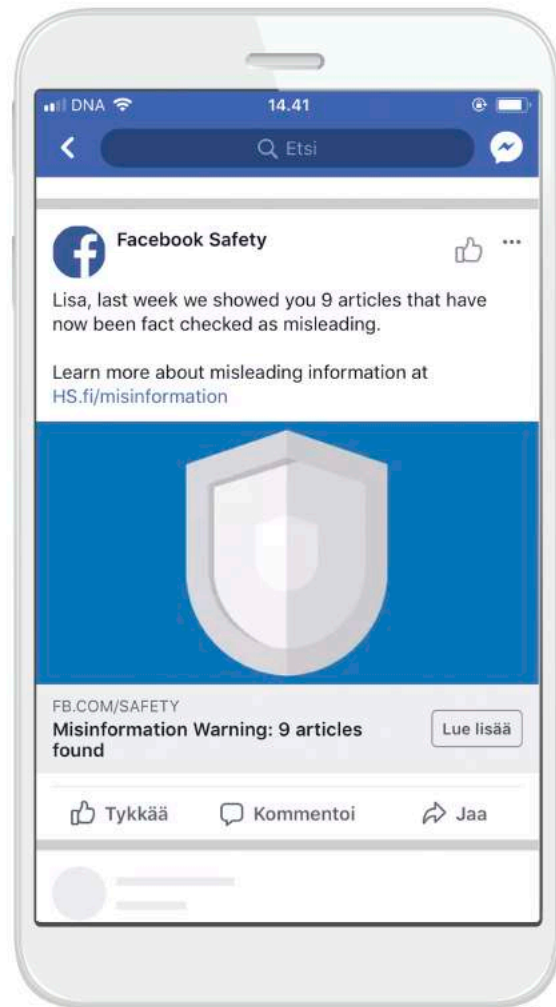 DNA 14.41
Etsi
Facebook Safety
Lisa, last week we showed you 9 articles that have
now been fact checked as misleading.
Learn more about misleading information at
HS.fi/misinformation
FB.COM/SAFETY
Misinformation Warning: 9 articles
found
Lue lisää
Tykkää Kommentoi Jaa